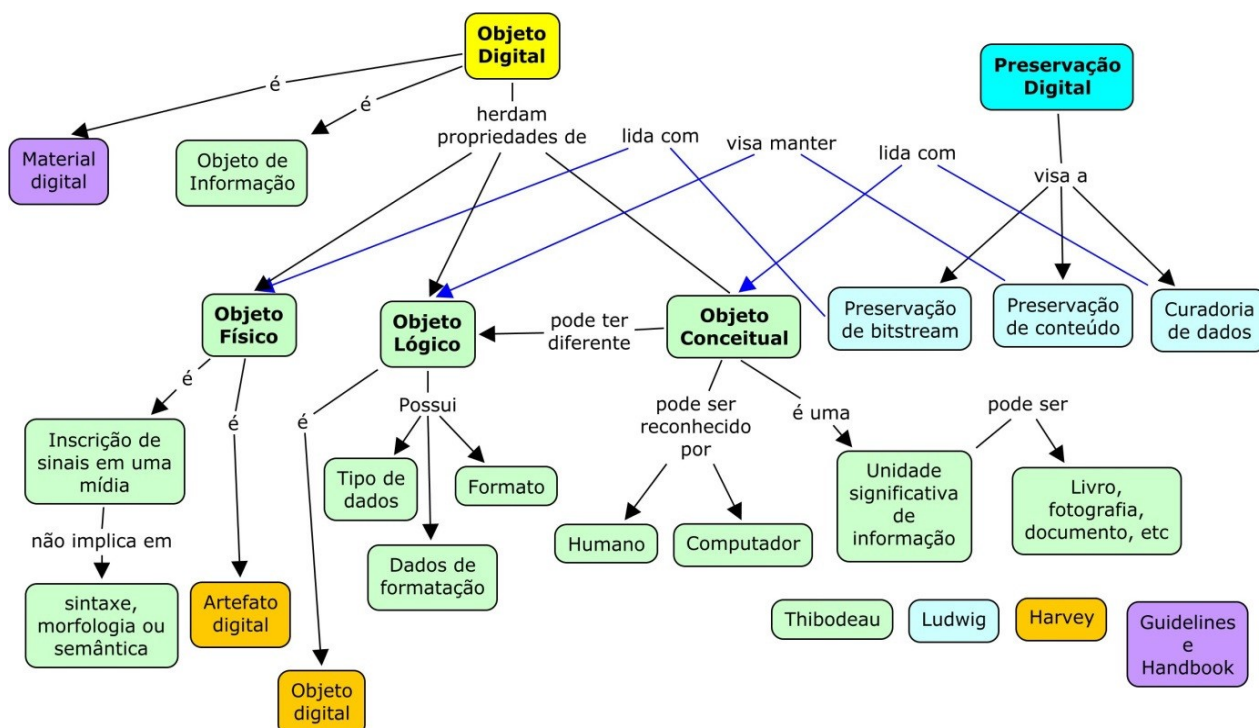 Objeto
Digital
Preservação
Digital
é
é
herdam
propriedades de
lida com
visa manter
lida com
visa a
Material
digital
Objeto de
Informação
Objeto
Físico
Objeto
Lógico
pode ter
diferente
Objeto
Conceitual
Preservação
de bitstream
Preservação
de conteúdo
Curadoria
de dados
é
é
é
Possui
pode ser
reconhecido
por
é uma
pode ser
Inscrição de
sinais em uma
mídia
Tipo de
dados
Formato
Unidade
significativa
de
informação
Livro,
fotografia,
documento, etc
não implica em
Humano
Computador
Dados de
formatação
sintaxe,
morfologia ou
semântica
Artefato
digital
Objeto
digital
Thibodeau
Ludwig
Harvey
Guidelines
e
Handbook